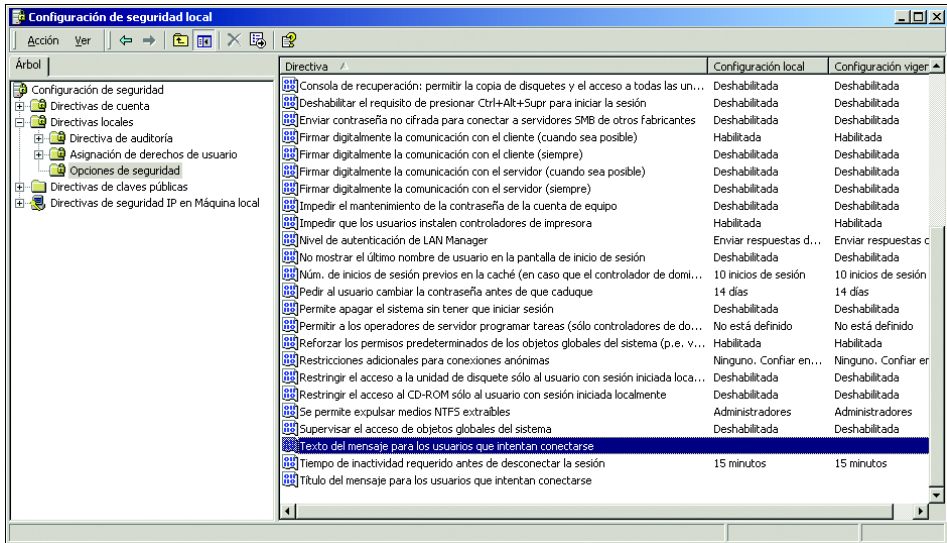 Configuración de seguridad local
Acción Ver
Árbol
Configuración de seguridad
Directivas de cuenta
Directivas locales
Directiva de auditoría
Asignación de derechos de usuario
Opciones de seguridad
Directivas de claves públicas
Directivas de seguridad IP en Máquina local
Directiva Configuración local Configuración viger
Consola de recuperación: permitir la copia de disquetes y el acceso a todas las un... Deshabilitada Deshabilitada
Deshabilitar el requisito de presionar Ctrl+Alt+Supr para iniciar la sesión Deshabilitada Deshabilitada
Enviar contraseña no cifrada para conectar a servidores SMB de otros fabricantes Deshabilitada Deshabilitada
Firmar digitalmente la comunicación con el cliente (cuando sea posible) Habilitada Habilitada
Firmar digitalmente la comunicación con el cliente (siempre) Deshabilitada Deshabilitada
Firmar digitalmente la comunicación con el servidor (cuando sea posible) Deshabilitada Deshabilitada
Firmar digitalmente la comunicación con el servidor (siempre) Deshabilitada Deshabilitada
Impedir el mantenimiento de la contraseña de la cuenta de equipo Deshabilitada Deshabilitada
Impedir que los usuarios instalen controladores de impresora Habilitada Habilitada
Nivel de autenticación de LAN Manager Enviar respuestas d... Enviar respuestas c
No mostrar el último nombre de usuario en la pantalla de inicio de sesión Deshabilitada Deshabilitada
Núm. de inicios de sesión previos en la caché (en caso que el controlador de domi... 10 inicios de sesión 10 inicios de sesión
Pedir al usuario cambiar la contraseña antes de que caduque 14 días 14 días
Permite apagar el sistema sin tener que iniciar sesión Deshabilitada Deshabilitada
Permitir a los operadores de servidor programar tareas (sólo controladores de do... No está definido No está definido
Reforzar los permisos predeterminados de los objetos globales del sistema (p.e. v... Habilitada Habilitada
Restricciones adicionales para conexiones anónimas Ninguno. Confiar en... Ninguno. Confiar er
Restringir el acceso a la unidad de disquete sólo al usuario con sesión iniciada loca... Deshabilitada Deshabilitada
Restringir el acceso al CD-ROM sólo al usuario con sesión iniciada localmente Deshabilitada Deshabilitada
Se permite expulsar medios NTFS extraíbles Administradores Administradores
Supervisar el acceso de objetos globales del sistema Deshabilitada Deshabilitada
Texto del mensaje para los usuarios que intentan conectarse
Tiempo de inactividad requerido antes de desconectar la sesión 15 minutos 15 minutos
Título del mensaje para los usuarios que intentan conectarse